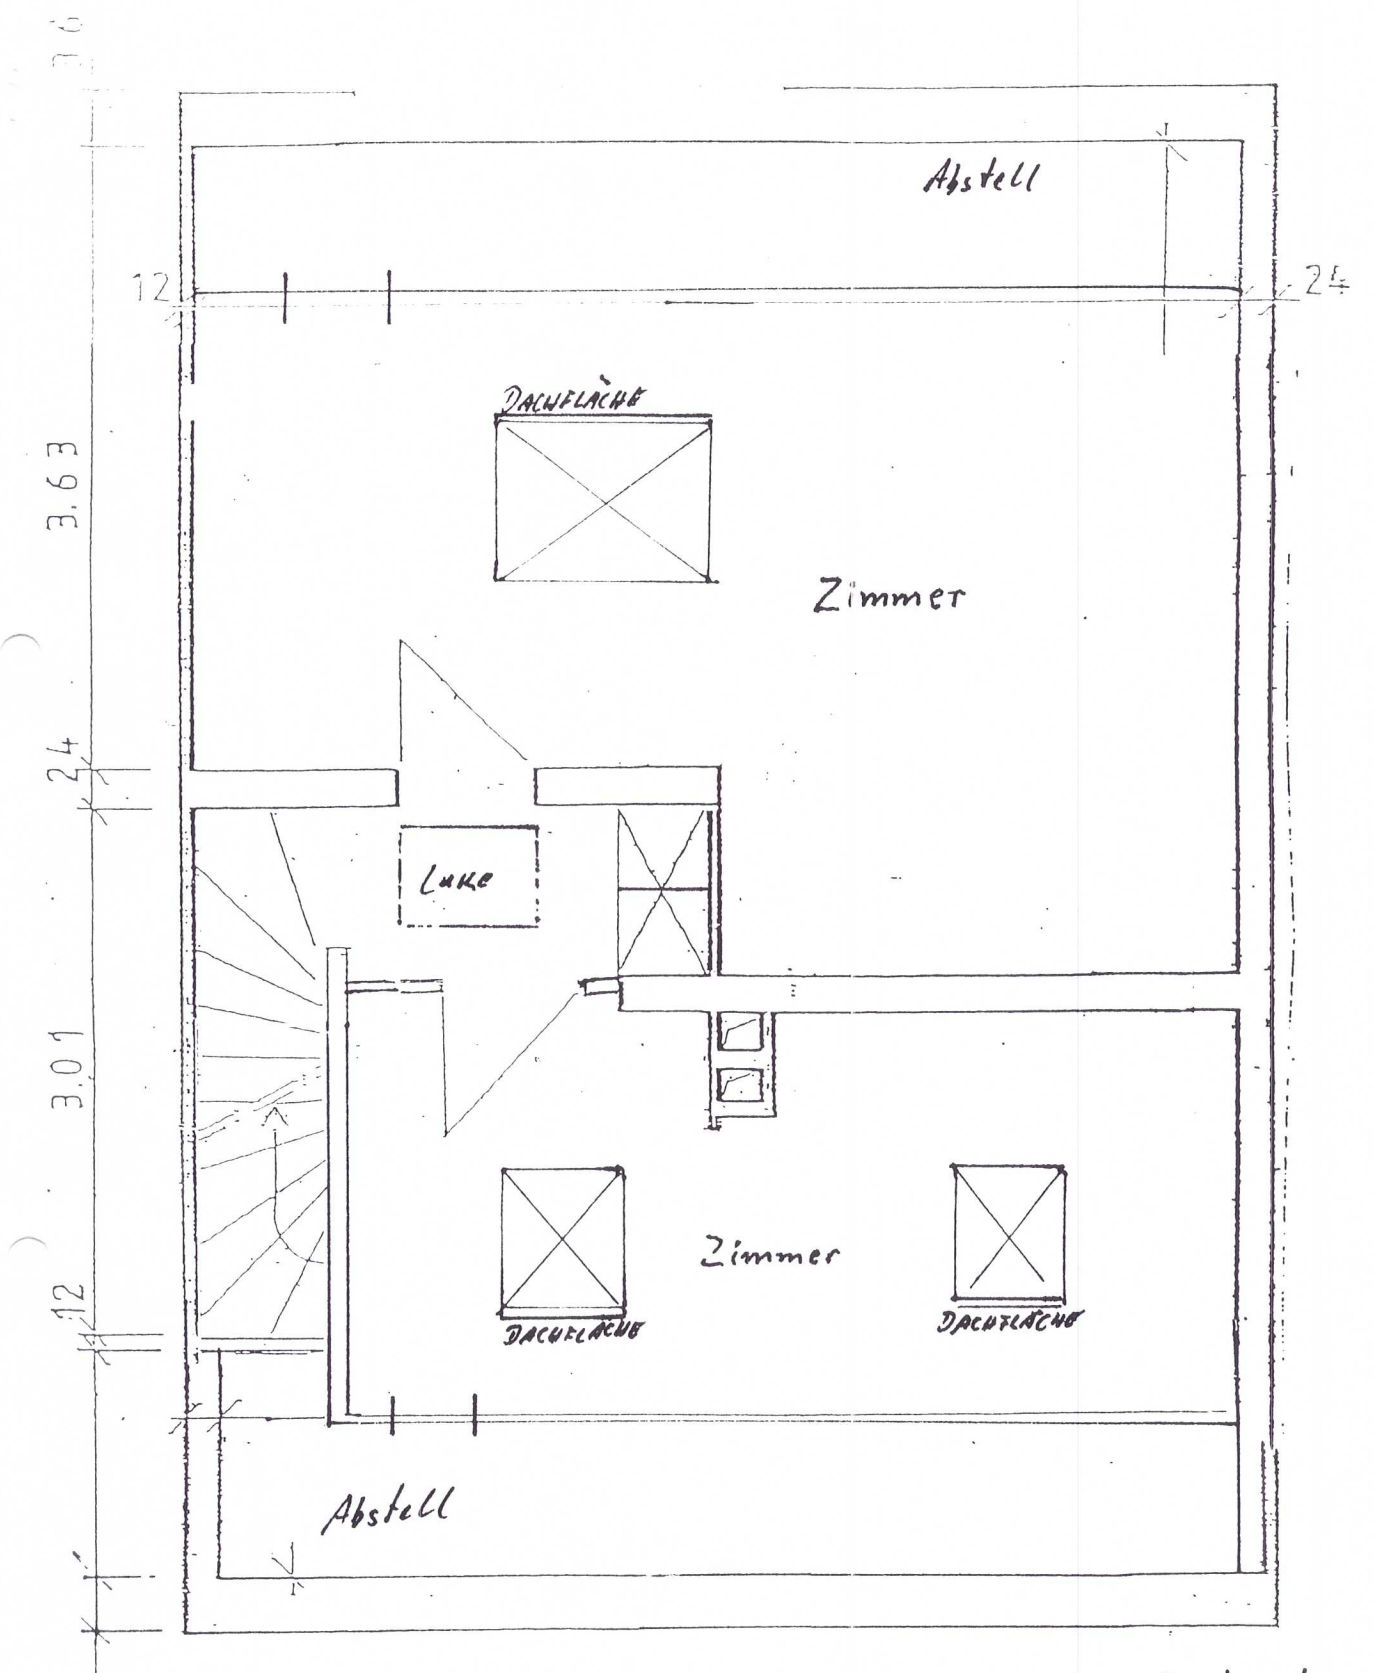 Abstell
12
24
DACHFLÄCHE
3.63
Zimmer
24
Luke
3.01
Zimmer
12
DACHFLÄCHE
DACHFLÄCHE
Abstell